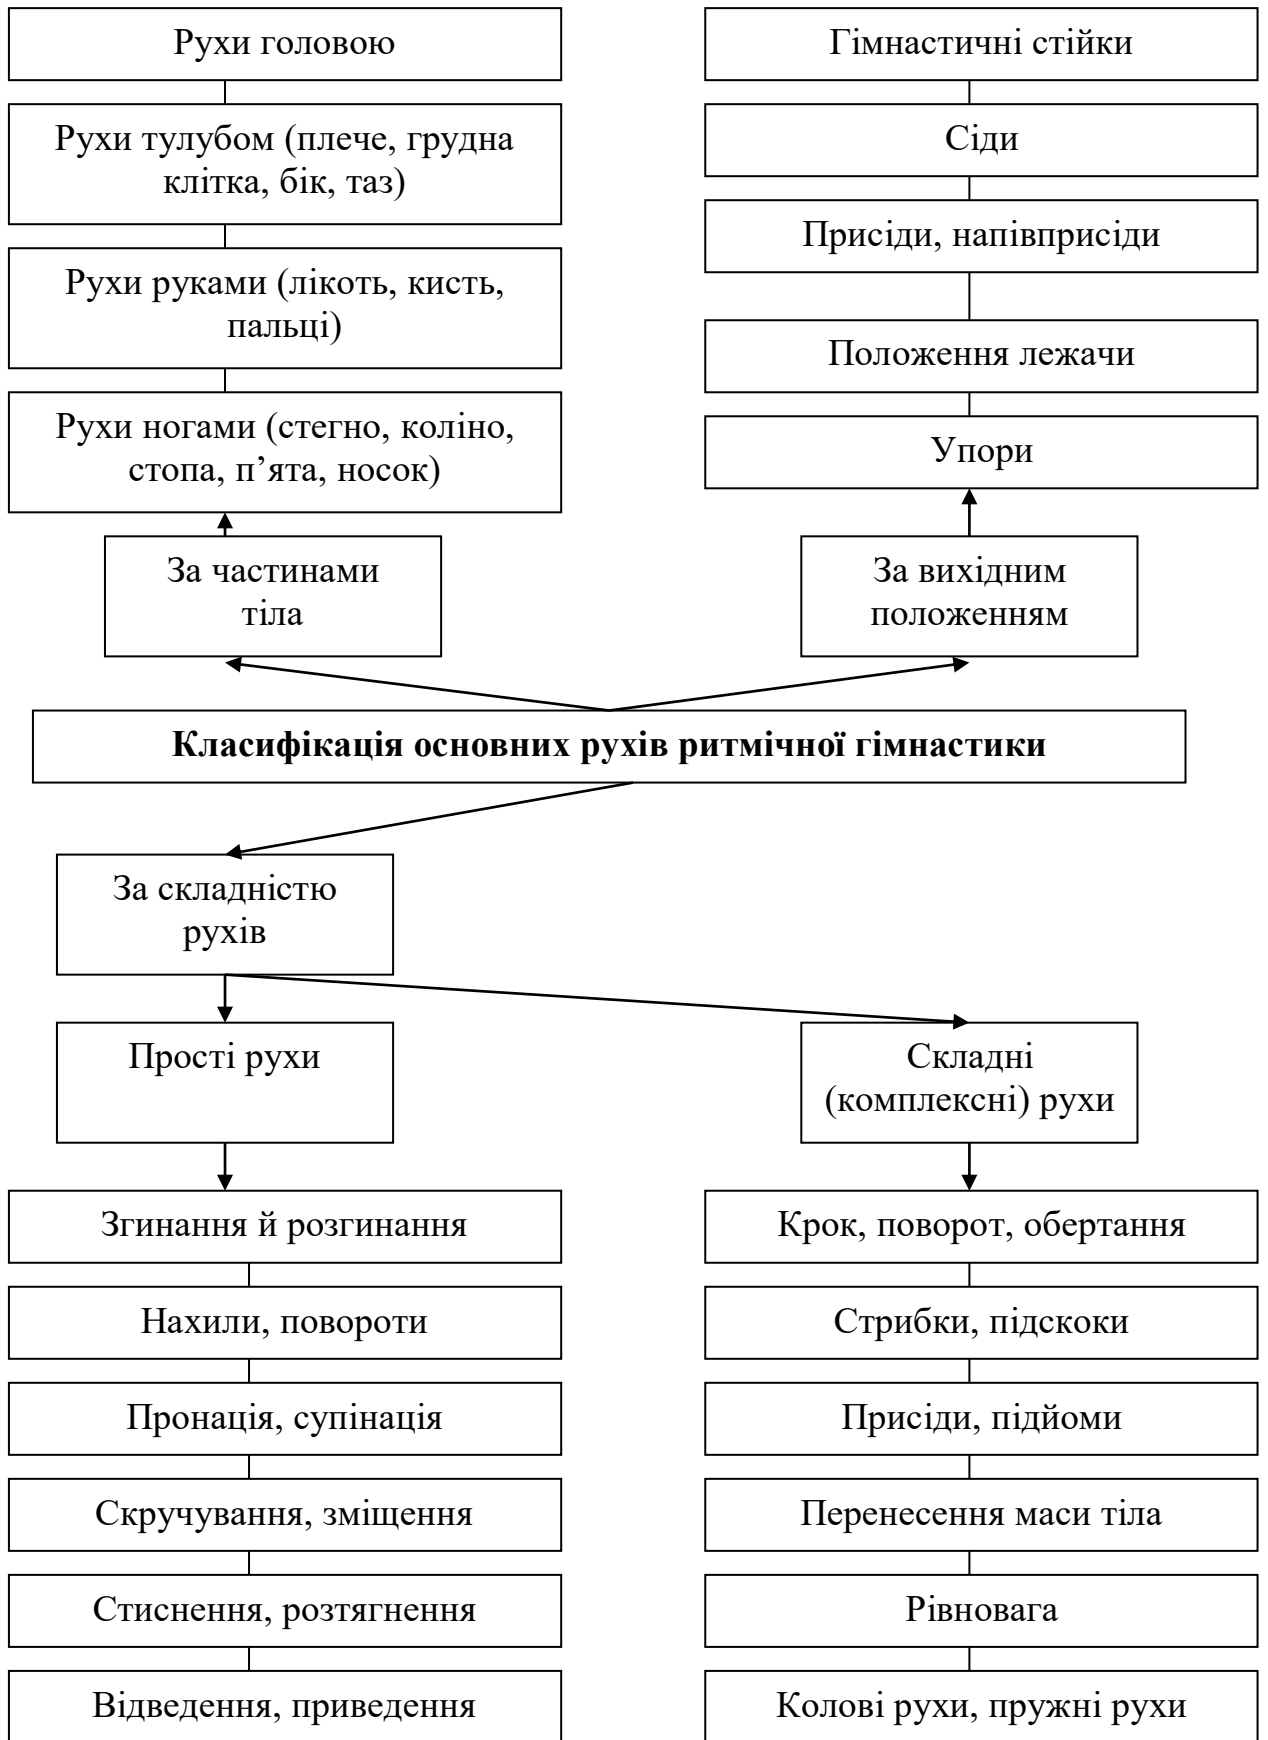 Рухи головою
Рухи тулубом (плече, грудна
клітка, бік, таз)
Рухи руками (лікоть, кисть,
пальці)
Рухи ногами (стегно, коліно,
стопа, п’ята, носок)
За частинами
тіла
Гімнастичні стійки
Сіди
Присіди, напівприсіди
Положення лежачи
Упори
За вихідним
положенням
Класифікація основних рухів ритмічної гімнастики
За складністю
рухів
Прості рухи
Згинання й розгинання
Нахили, повороти
Пронація, супінація
Скручування, зміщення
Стиснення, розтягнення
Відведення, приведення
Складні
(комплексні) рухи
Крок, поворот, обертання
Стрибки, підскоки
Присіди, підйоми
Перенесення маси тіла
Рівновага
Колові рухи, пружні рухи